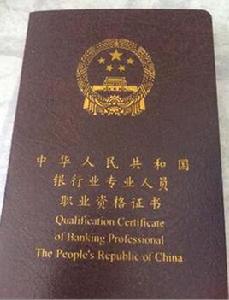 中华人民共和国
银行业专业人员
职业资格证书
Qualification Certificate
of Banking Professional
The People's Republic of China